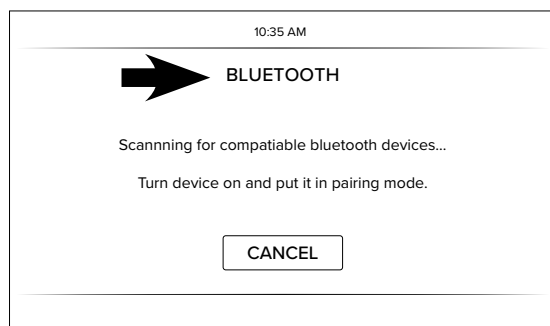 10:35 AM
BLUETOOTH
Scannning for compatiable bluetooth devices...
Turn device on and put it in pairing mode.
CANCEL